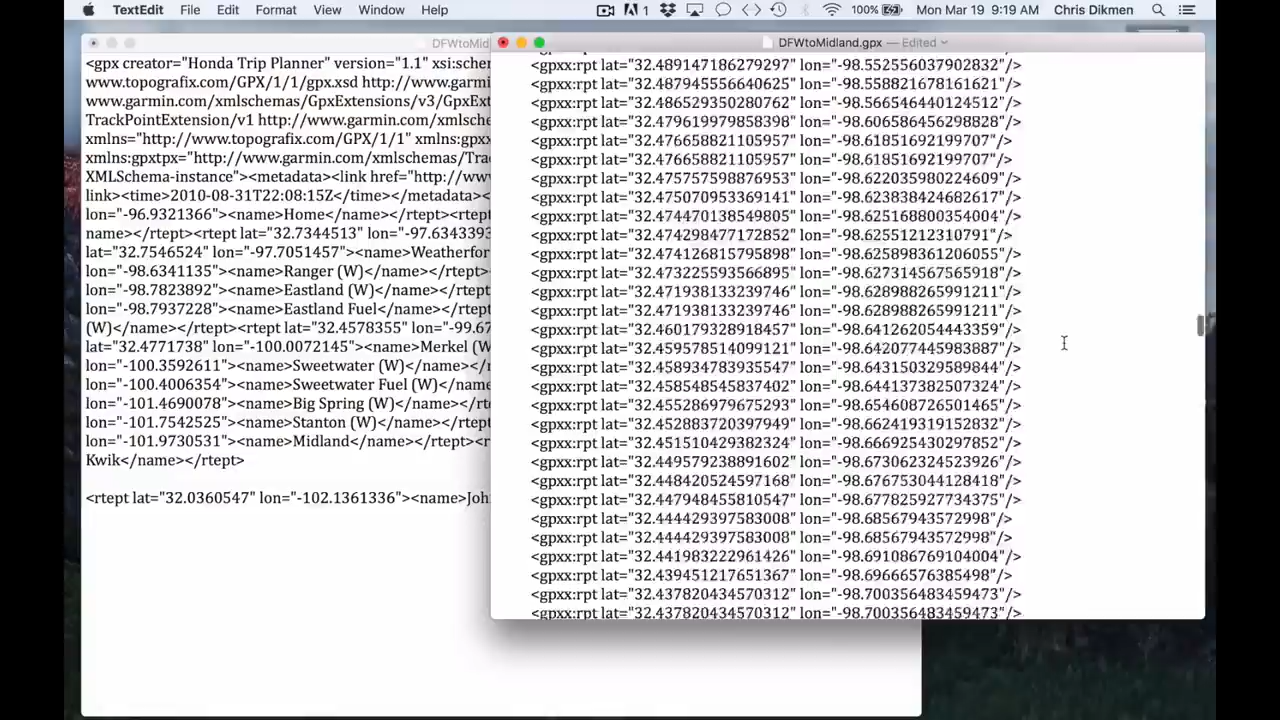 TextEdit File Edit Format View Window Help 1 100% Mon Mar 19 9:19 AM Chris Dikmen
DFWtoMid
<gpx creator="Honda Trip Planner" version="1.1" xsi:schem
www.topografix.com/GPX/1/1/gpx.xsd http://www.garmi
www.garmin.com/xmlschemas/GpxExtensions/v3/GpxExt
TrackPointExtension/v1 http://www.garmin.com/xmlschem
xmlns="http://www.topografix.com/GPX/1/1" xmlns:gpxx
xmlns:gpxtpx="http://www.garmin.com/xmlschemas/Trac
XMLSchema-instance"><metadata><link href="http://ww
link><time>2010-08-31T22:08:15Z</time></metadata><
lon="-96.9321366"><name>Home</name></rtept><rtept
name></rtept><rtept lat="32.7344513" lon="-97.6343393
lat="32.7546524" lon="-97.7051457"><name>Weatherfor
lon="-98.6341135"><name>Ranger (W)</name></rtept><
lon="-98.7823892"><name>Eastland (W)</name></rtept>
lon="-98.7937228"><name>Eastland Fuel</name></rtept>
(W)</name></rtept><rtept lat="32.4578355" lon="-99.67
lat="32.4771738" lon="-100.0072145"><name>Merkel (W)
lon="-100.3592611"><name>Sweetwater (W)</name></r
lon="-100.4006354"><name>Sweetwater Fuel (W)</name>
lon="-101.4690078"><name>Big Spring (W)</name></rte
lon="-101.7542525"><name>Stanton (W)</name></rtept>
lon="-101.9730531"><name>Midland</name></rtept><r
Kwik</name></rtept>
<rtept lat="32.0360547" lon="-102.1361336"><name>Joh
DFWtoMidland.gpx — Edited
<gpxx:rpt lat="32.489147186279297" lon="-98.552556037902832"/>
<gpxx:rpt lat="32.487945556640625" lon="-98.558821678161621"/>
<gpxx:rpt lat="32.486529350280762" lon="-98.566546440124512"/>
<gpxx:rpt lat="32.479619979858398" lon="-98.606586456298828"/>
<gpxx:rpt lat="32.476658821105957" lon="-98.61851692199707"/>
<gpxx:rpt lat="32.476658821105957" lon="-98.61851692199707"/>
<gpxx:rpt lat="32.475757598876953" lon="-98.622035980224609"/>
<gpxx:rpt lat="32.475070953369141" lon="-98.623838424682617"/>
<gpxx:rpt lat="32.474470138549805" lon="-98.625168800354004"/>
<gpxx:rpt lat="32.474298477172852" lon="-98.62551212310791"/>
<gpxx:rpt lat="32.474126815795898" lon="-98.625898361206055"/>
<gpxx:rpt lat="32.473225593566895" lon="-98.627314567565918"/>
<gpxx:rpt lat="32.471938133239746" lon="-98.628988265991211"/>
<gpxx:rpt lat="32.471938133239746" lon="-98.628988265991211"/>
<gpxx:rpt lat="32.460179328918457" lon="-98.641262054443359"/>
<gpxx:rpt lat="32.459578514099121" lon="-98.642077445983887"/>
<gpxx:rpt lat="32.458934783935547" lon="-98.643150329589844"/>
<gpxx:rpt lat="32.458548545837402" lon="-98.644137382507324"/>
<gpxx:rpt lat="32.455286979675293" lon="-98.654608726501465"/>
<gpxx:rpt lat="32.452883720397949" lon="-98.662419319152832"/>
<gpxx:rpt lat="32.451510429382324" lon="-98.666925430297852"/>
<gpxx:rpt lat="32.449579238891602" lon="-98.673062324523926"/>
<gpxx:rpt lat="32.448420524597168" lon="-98.676753044128418"/>
<gpxx:rpt lat="32.447948455810547" lon="-98.677825927734375"/>
<gpxx:rpt lat="32.444429397583008" lon="-98.68567943572998"/>
<gpxx:rpt lat="32.444429397583008" lon="-98.68567943572998"/>
<gpxx:rpt lat="32.441983222961426" lon="-98.691086769104004"/>
<gpxx:rpt lat="32.439451217651367" lon="-98.69666576385498"/>
<gpxx:rpt lat="32.437820434570312" lon="-98.700356483459473"/>
<gpxx:rpt lat="32.437820434570312" lon="-98.700356483459473"/>